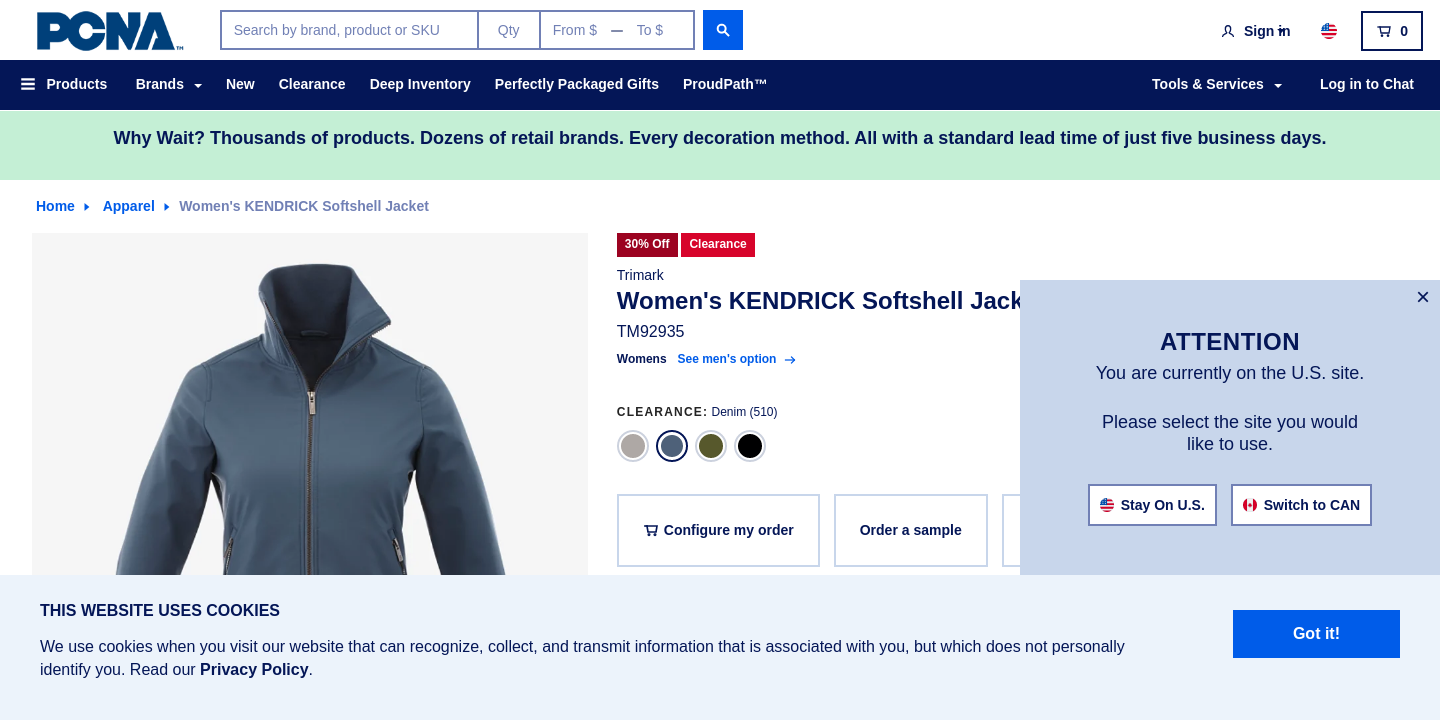 PCNA™
Search by brand, product or SKU
Qty
From $ — To $
Sign in
0
Products
Brands
New
Clearance
Deep Inventory
Perfectly Packaged Gifts
ProudPath™
Tools & Services
Log in to Chat
Why Wait? Thousands of products. Dozens of retail brands. Every decoration method. All with a standard lead time of just five business days.
Home
Apparel
Women's KENDRICK Softshell Jacket
30% Off
Clearance
Trimark
Women's KENDRICK Softshell Jack
TM92935
Womens See men's option
CLEARANCE: Denim (510)
Configure my order
Order a sample
ATTENTION
You are currently on the U.S. site.
Please select the site you would
like to use.
Stay On U.S.
Switch to CAN
THIS WEBSITE USES COOKIES
We use cookies when you visit our website that can recognize, collect, and transmit information that is associated with you, but which does not personally
identify you. Read our Privacy Policy.
Got it!